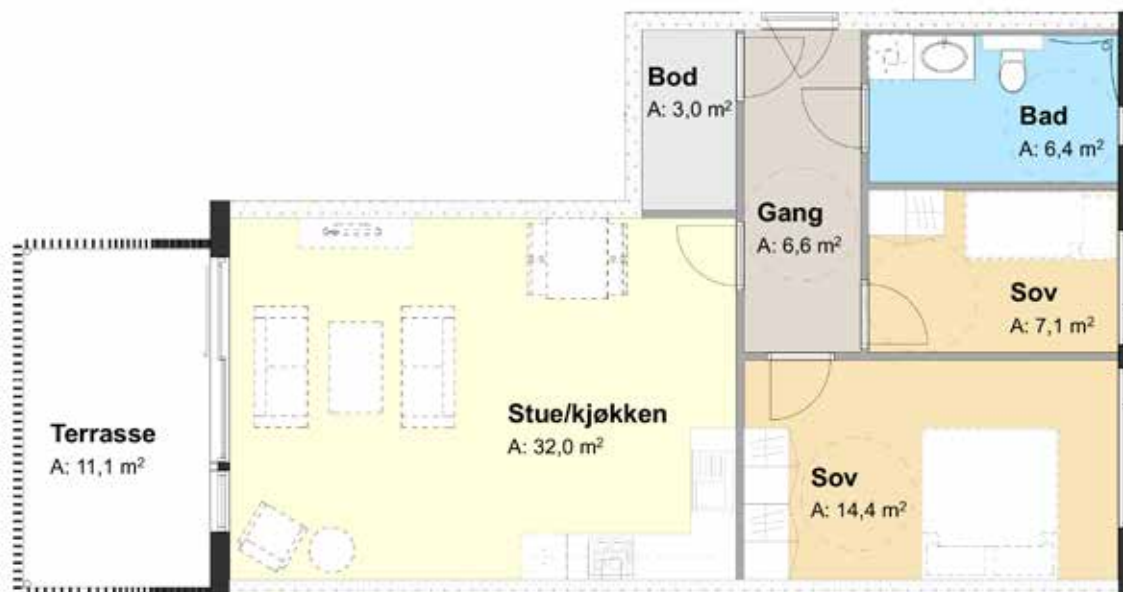 Bod
A: 3,0 m²
Bad
A: 6,4 m²
Gang
A: 6,6 m²
Sov
A: 7,1 m²
Terrasse
A: 11,1 m²
Stue/kjøkken
A: 32,0 m²
Sov
A: 14,4 m²